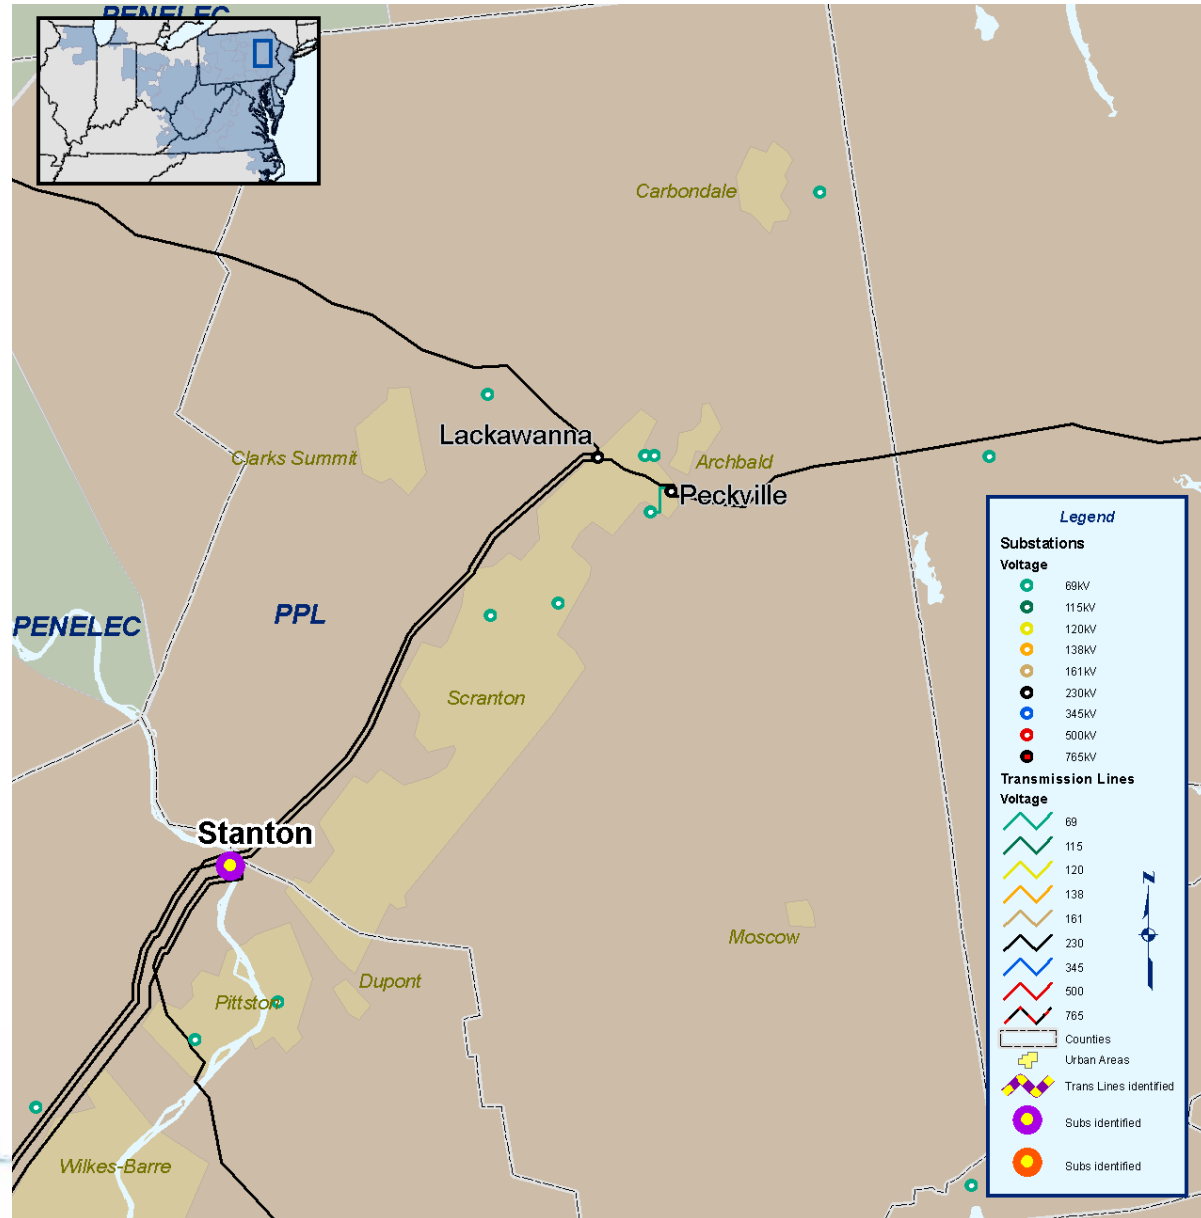 PENELEC
Carbondale
Lackawanna
Clarks Summit
Archbald
Peckville
PENELEC
PPL
Scranton
Stanton
Moscow
Dupont
Pittston
Wilkes-Barre
Legend
Substations
Voltage
69kV
115kV
120kV
138kV
161kV
230kV
345kV
500kV
765kV
Transmission Lines
Voltage
69
115
120
138
161
230
345
500
765
Counties
Urban Areas
Trans Lines identified
Subs identified
Subs identified
N